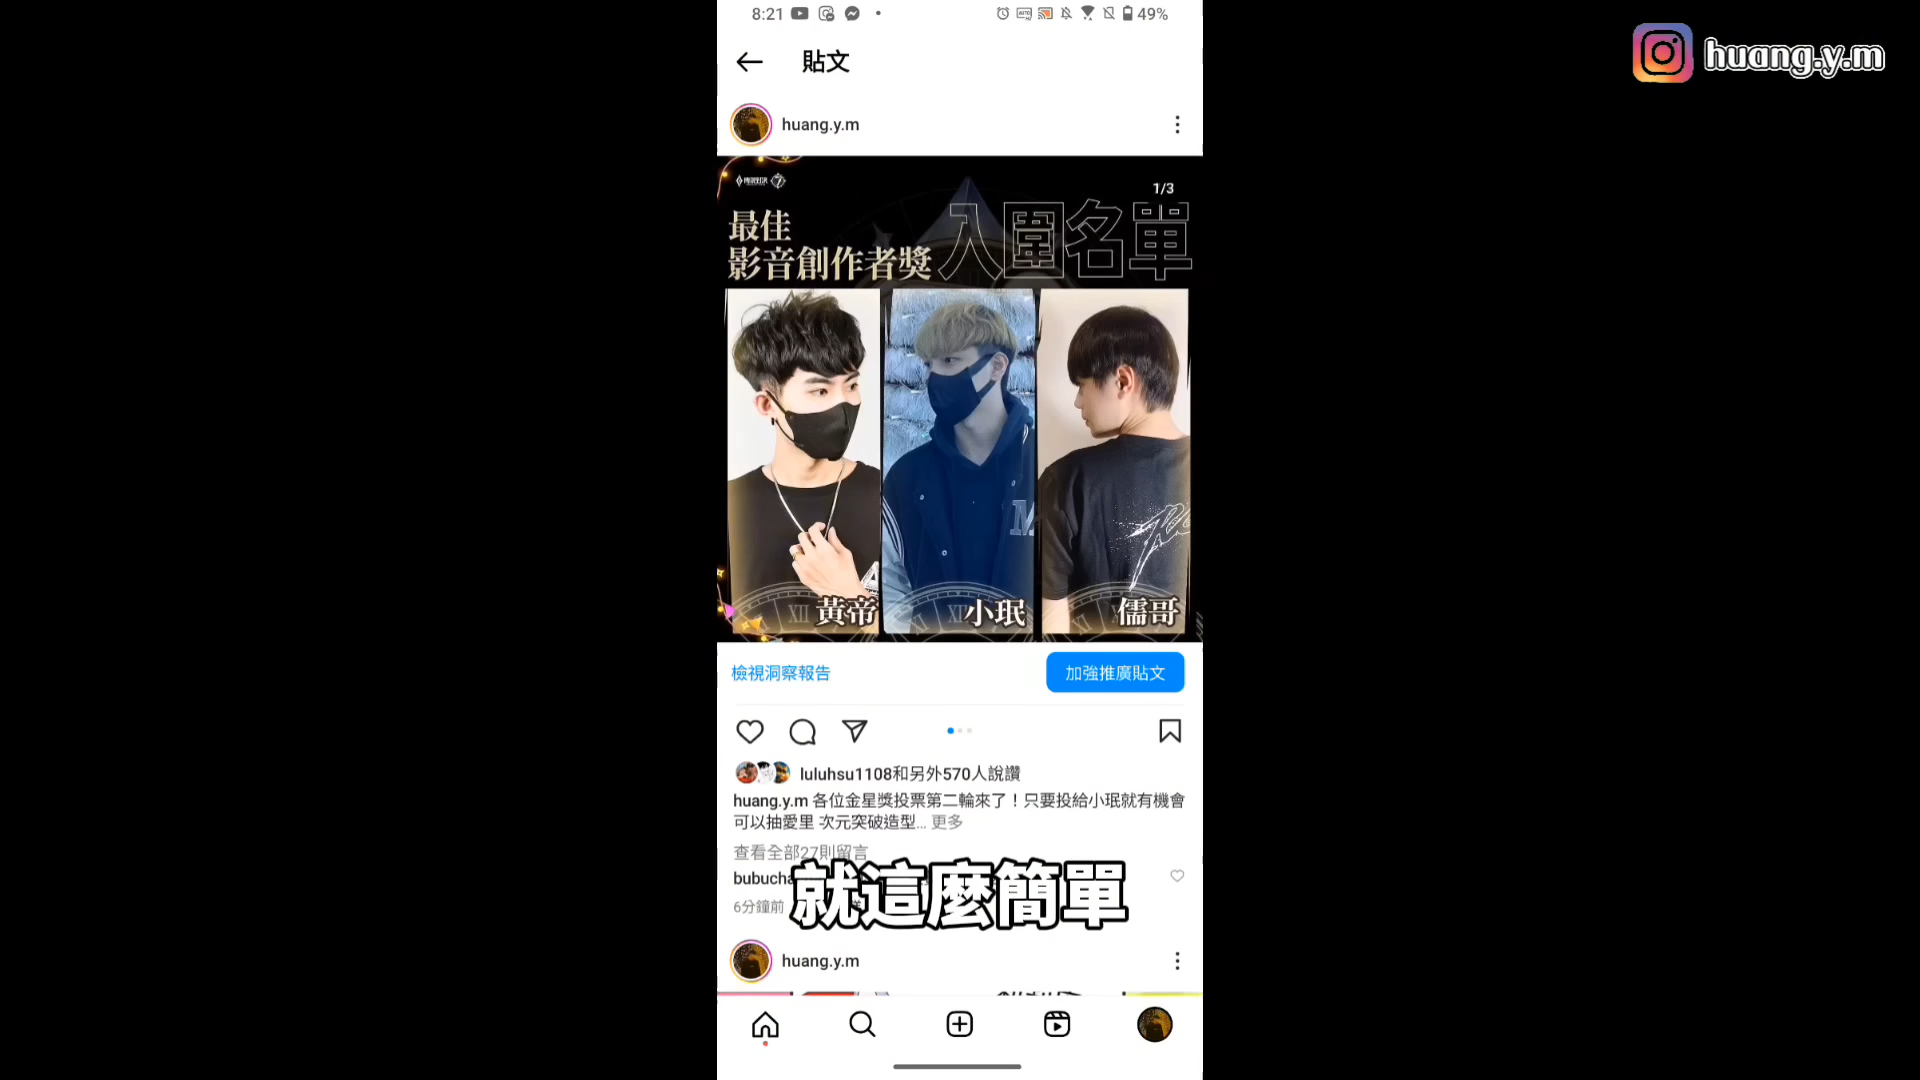 8:21
49%
huang.y.m
貼文
huang.y.m
傳說對決 7
1/3
最佳
影音創作者獎
入圍名單
黃帝
小珉
儒哥
檢視洞察報告
加強推廣貼文
luluhsu1108和另外570人說讚
huang.y.m 各位金星獎投票第二輪來了！只要投給小珉就有機會
可以抽愛里 次元突破造型... 更多
查看全部27則留言
bubucha
就這麼簡單
6分鐘前
huang.y.m